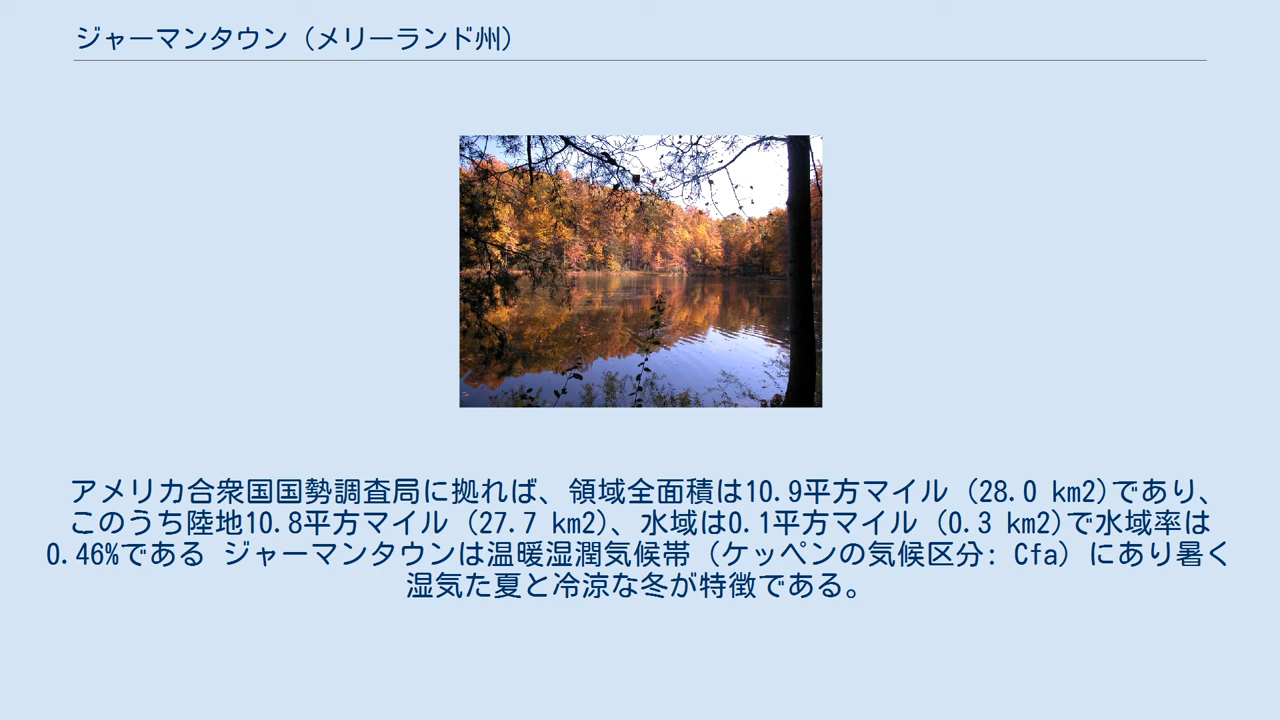 ジャーマンタウン（メリーランド州）
アメリカ合衆国国勢調査局に拠れば、領域全面積は10.9平方マイル (28.0 km2)であり、
このうち陸地10.8平方マイル (27.7 km2)、水域は0.1平方マイル (0.3 km2)で水域率は
0.46%である ジャーマンタウンは温暖湿潤気候帯（ケッペンの気候区分: Cfa）にあり暑く
湿気た夏と冷涼な冬が特徴である。